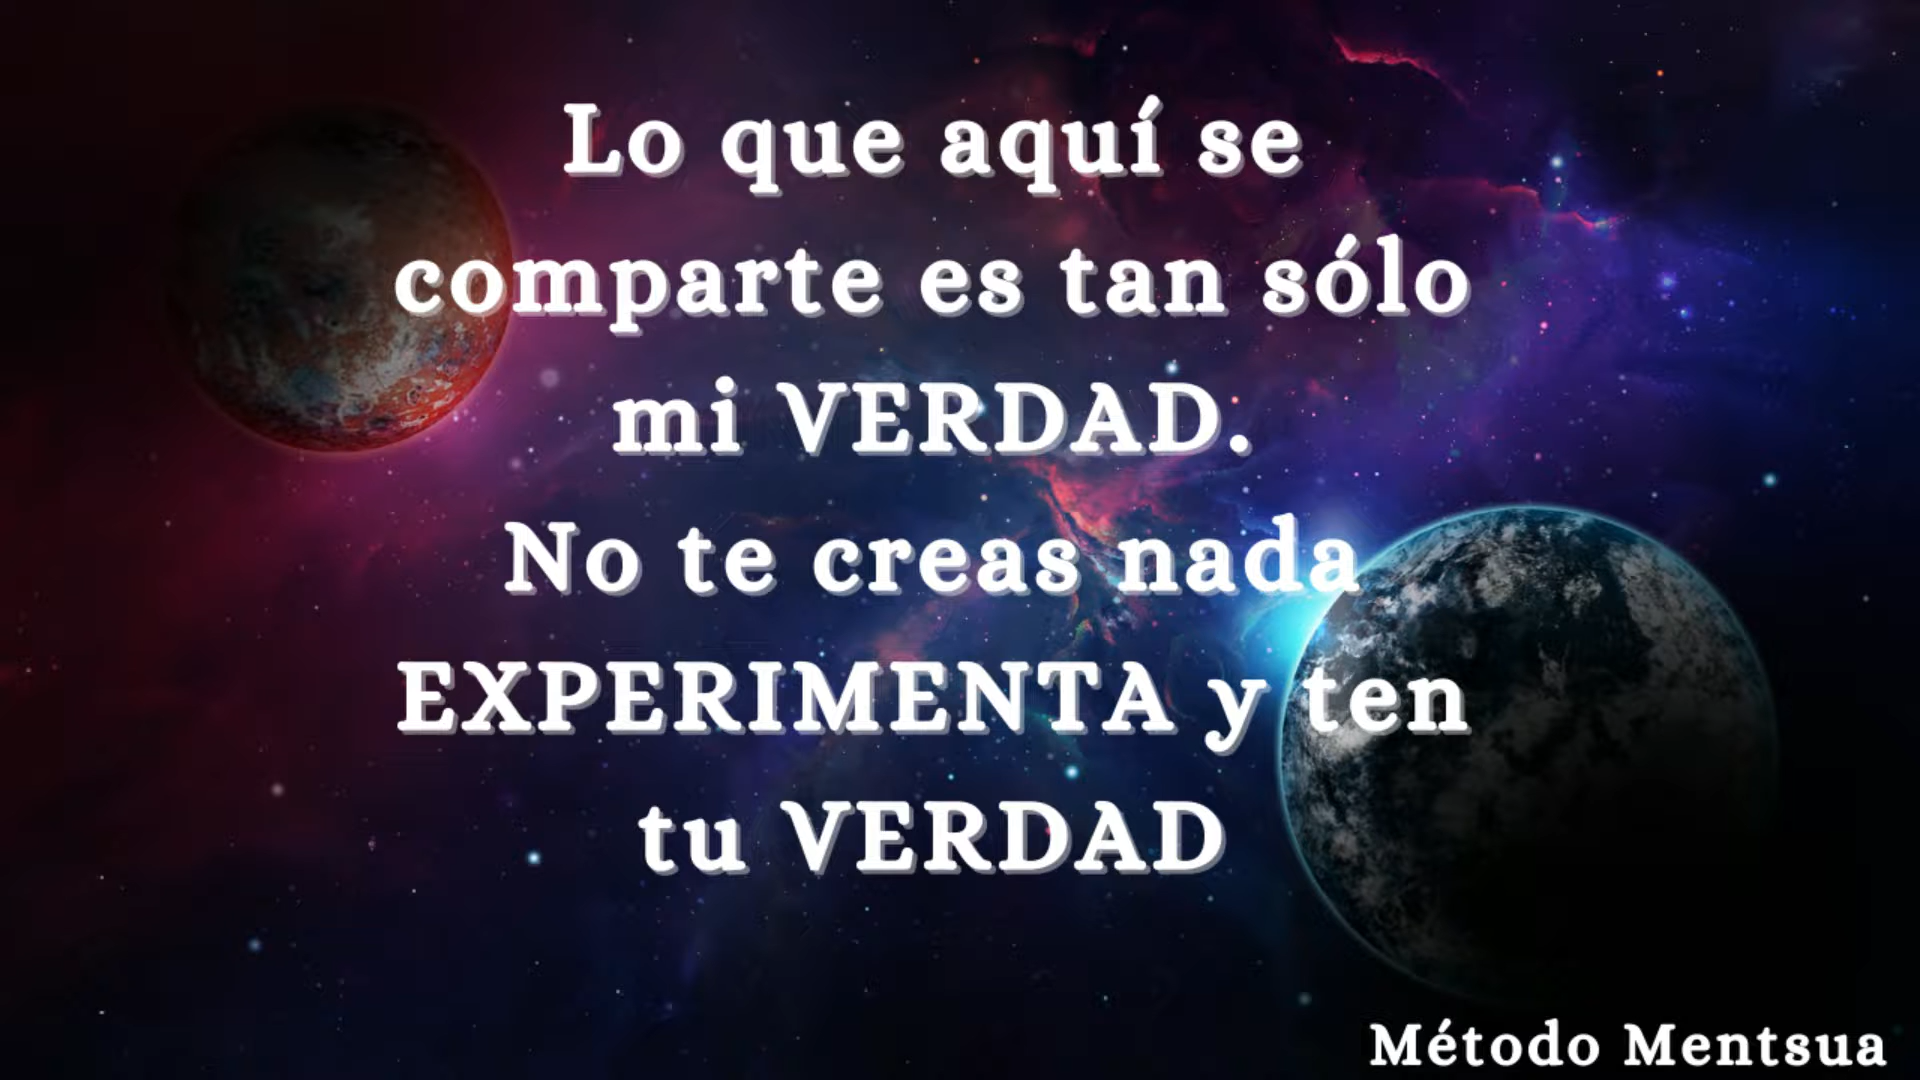 Lo que aquí se
comparte es tan sólo
mi VERDAD.
No te creas nada
EXPERIMENTA y ten
tu VERDAD
Método Mentsua